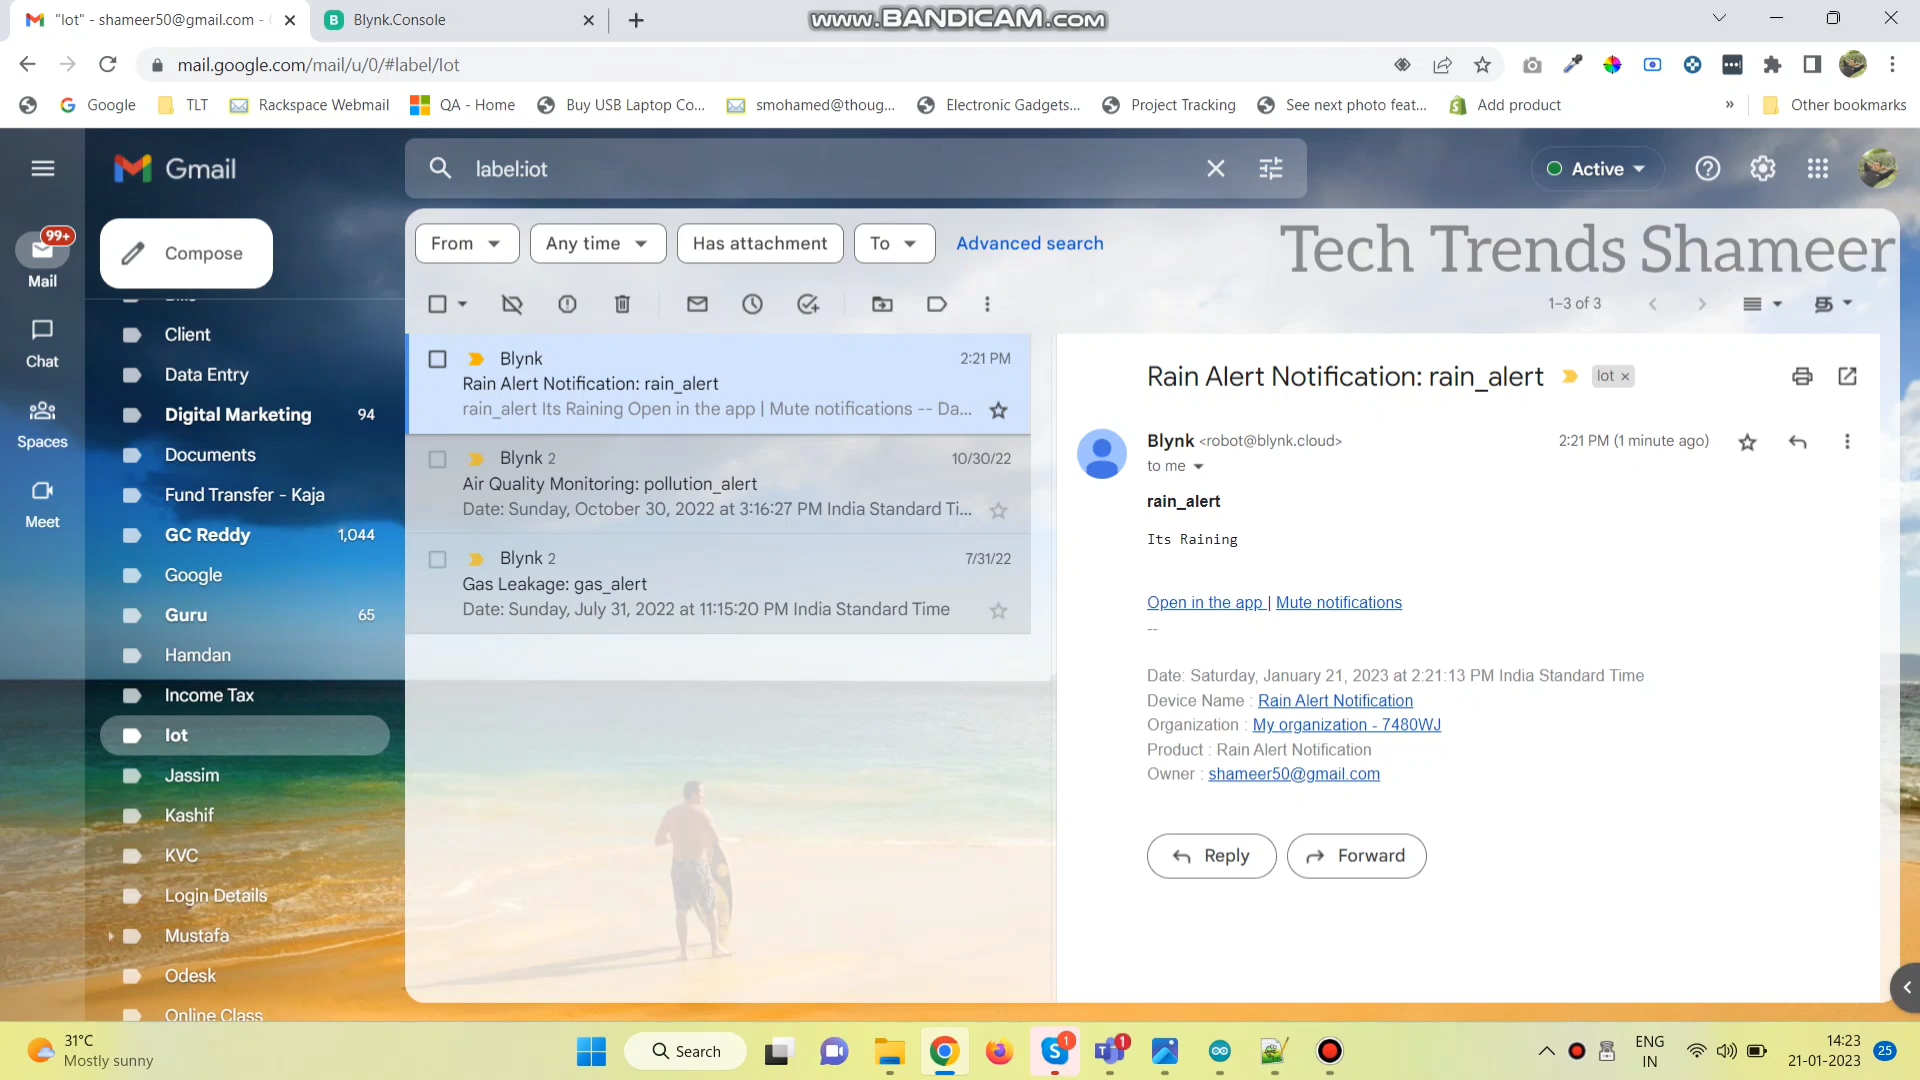 "Iot" - shameer50@gmail.com -
Blynk.Console
www.BANDICAM.com
mail.google.com/mail/u/0/#label/Iot
Google
TLT
Rackspace Webmail
QA - Home
Buy USB Laptop Co...
smohamed@thoug...
Electronic Gadgets...
Project Tracking
See next photo feat...
Add product
»
Other bookmarks
Gmail
label:iot
Active
99+
Mail
Chat
Spaces
Meet
Compose
Client
Data Entry
Digital Marketing 94
Documents
Fund Transfer - Kaja
GC Reddy 1,044
Google
Guru 65
Hamdan
Income Tax
Iot
Jassim
Kashif
KVC
Login Details
Mustafa
Odesk
Online Class
From
Any time
Has attachment
To
Advanced search
Tech Trends Shameer
1–3 of 3
Blynk 2:21 PM
Rain Alert Notification: rain_alert
rain_alert Its Raining Open in the app | Mute notifications -- Da...
Blynk 2 10/30/22
Air Quality Monitoring: pollution_alert
Date: Sunday, October 30, 2022 at 3:16:27 PM India Standard Ti...
Blynk 2 7/31/22
Gas Leakage: gas_alert
Date: Sunday, July 31, 2022 at 11:15:20 PM India Standard Time
Rain Alert Notification: rain_alert
Iot ×
Blynk <robot@blynk.cloud>
2:21 PM (1 minute ago)
to me
rain_alert
Its Raining
Open in the app | Mute notifications
--
Date: Saturday, January 21, 2023 at 2:21:13 PM India Standard Time
Device Name : Rain Alert Notification
Organization : My organization - 7480WJ
Product : Rain Alert Notification
Owner : shameer50@gmail.com
Reply
Forward
31°C
Mostly sunny
Search
1
1
ENG
IN
14:23
21-01-2023
25